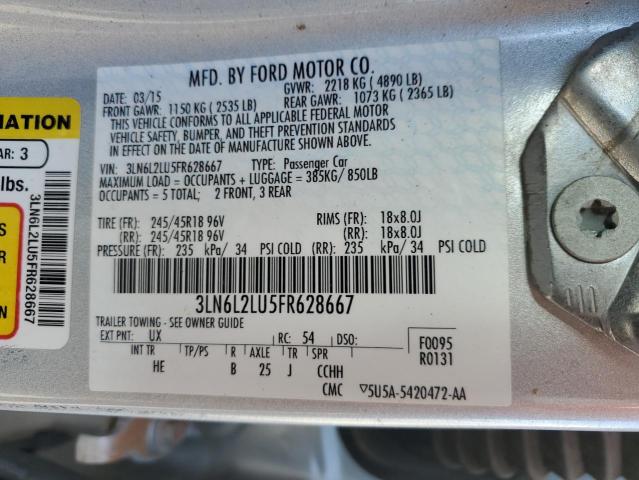 MFD. BY FORD MOTOR CO.
DATE: 03/15 GVWR: 2218 KG ( 4890 LB)
FRONT GAWR: 1150 KG ( 2535 LB) REAR GAWR: 1073 KG ( 2365 LB)
THIS VEHICLE CONFORMS TO ALL APPLICABLE FEDERAL MOTOR
VEHICLE SAFETY, BUMPER, AND THEFT PREVENTION STANDARDS
IN EFFECT ON THE DATE OF MANUFACTURE SHOWN ABOVE.
VIN: 3LN6L2LU5FR628667 TYPE: Passenger Car
MAXIMUM LOAD = OCCUPANTS + LUGGAGE = 385KG/ 850LB
OCCUPANTS = 5 TOTAL; 2 FRONT, 3 REAR
TIRE (FR): 245/45R18 96V RIMS (FR): 18x8.0J
(RR): 245/45R18 96V (RR): 18x8.0J
PRESSURE (FR): 235 kPa/ 34 PSI COLD (RR): 235 kPa/ 34 PSI COLD
3LN6L2LU5FR628667
TRAILER TOWING - SEE OWNER GUIDE
EXT PNT: UX RC: 54 DSO: F0095
INT TR TP/PS R AXLE TR SPR R0131
HE B 25 J CCHH
CMC ▽5U5A-5420472-AA
MATION
AR: 3
lbs.
S
S
E
N
3LN6L2LU5FR628667